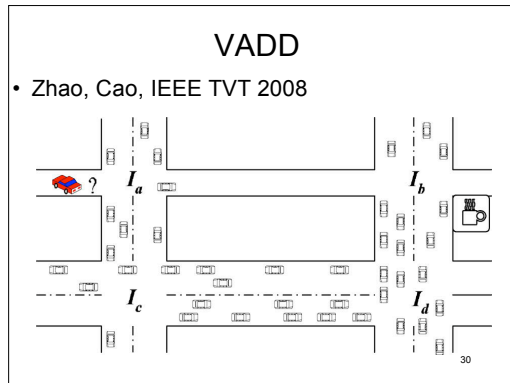 VADD
• Zhao, Cao, IEEE TVT 2008
?
Ia
Ib
Ic
Id
30